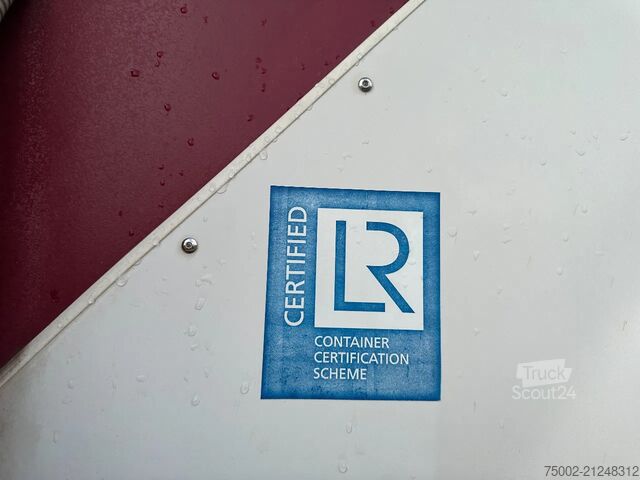 CERTIFIED
LR
CONTAINER
CERTIFICATION
SCHEME
Truck
Scout24
75002-21248312